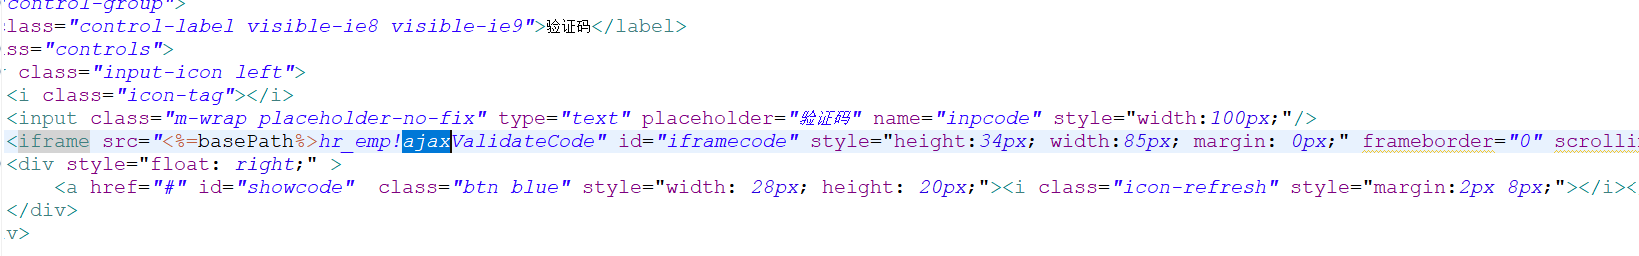 control-group">
lass="control-label visible-ie8 visible-ie9">验证码</label>
ss="controls">
class="input-icon left">
<i class="icon-tag"></i>
<input class="m-wrap placeholder-no-fix" type="text" placeholder="验证码" name="inpcode" style="width:100px;"/>
<iframe src="<%=basePath%>hr_emp!ajaxValidateCode" id="iframecode" style="height:34px; width:85px; margin: 0px;" frameborder="0" scrolli
<div style="float: right;" >
<a href="#" id="showcode"  class="btn blue" style="width: 28px; height: 20px;"><i class="icon-refresh" style="margin:2px 8px;"></i><
</div>
v>